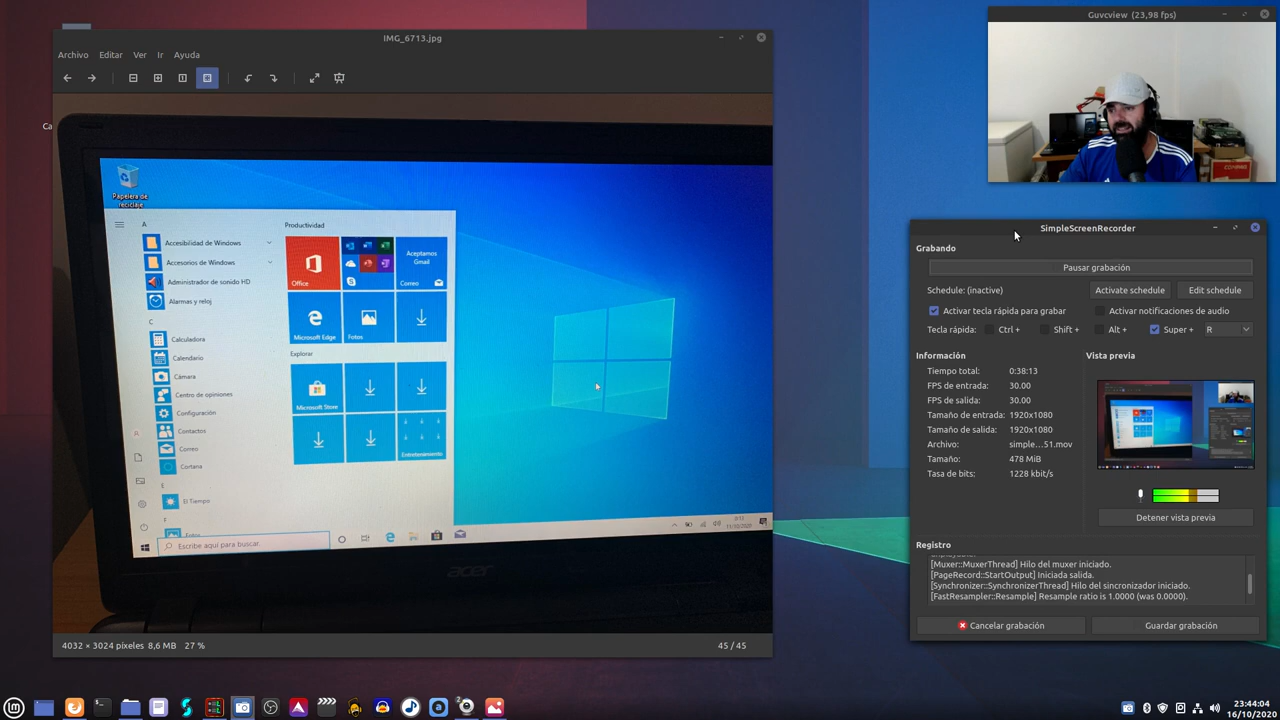 IMG_6713.jpg
Archivo Editar Ver Ir Ayuda
Ca
Papelera de
reciclaje
A
Accesibilidad de Windows
Accesorios de Windows
Administrador de sonido HD
Alarmas y reloj
C
Calculadora
Calendario
Cámara
Centro de opiniones
Configuración
Contactos
Correo
Cortana
E
El Tiempo
F
Fotos
Productividad
Office
Aceptamos
Gmail
Correo
Microsoft Edge
Fotos
Explorar
Microsoft Store
Entretenimiento
Escribe aquí para buscar.
9:13
11/10/2020
acer
4032 × 3024 píxeles 8,6 MB 27 %
45 / 45
Guvcview (23,98 fps)
SimpleScreenRecorder
Grabando
Pausar grabación
Schedule: (inactive) Activate schedule Edit schedule
Activar tecla rápida para grabar Activar notificaciones de audio
Tecla rápida: Ctrl + Shift + Alt + Super + R
Información
Tiempo total: 0:38:13
FPS de entrada: 30.00
FPS de salida: 30.00
Tamaño de entrada: 1920x1080
Tamaño de salida: 1920x1080
Archivo: simple...51.mov
Tamaño: 478 MiB
Tasa de bits: 1228 kbit/s
Vista previa
Detener vista previa
Registro
[Muxer::MuxerThread] Hilo del muxer iniciado.
[PageRecord::StartOutput] Iniciada salida.
[Synchronizer::SynchronizerThread] Hilo del sincronizador iniciado.
[FastResampler::Resample] Resample ratio is 1.0000 (was 0.0000).
Cancelar grabación Guardar grabación
23:44:04
16/10/2020